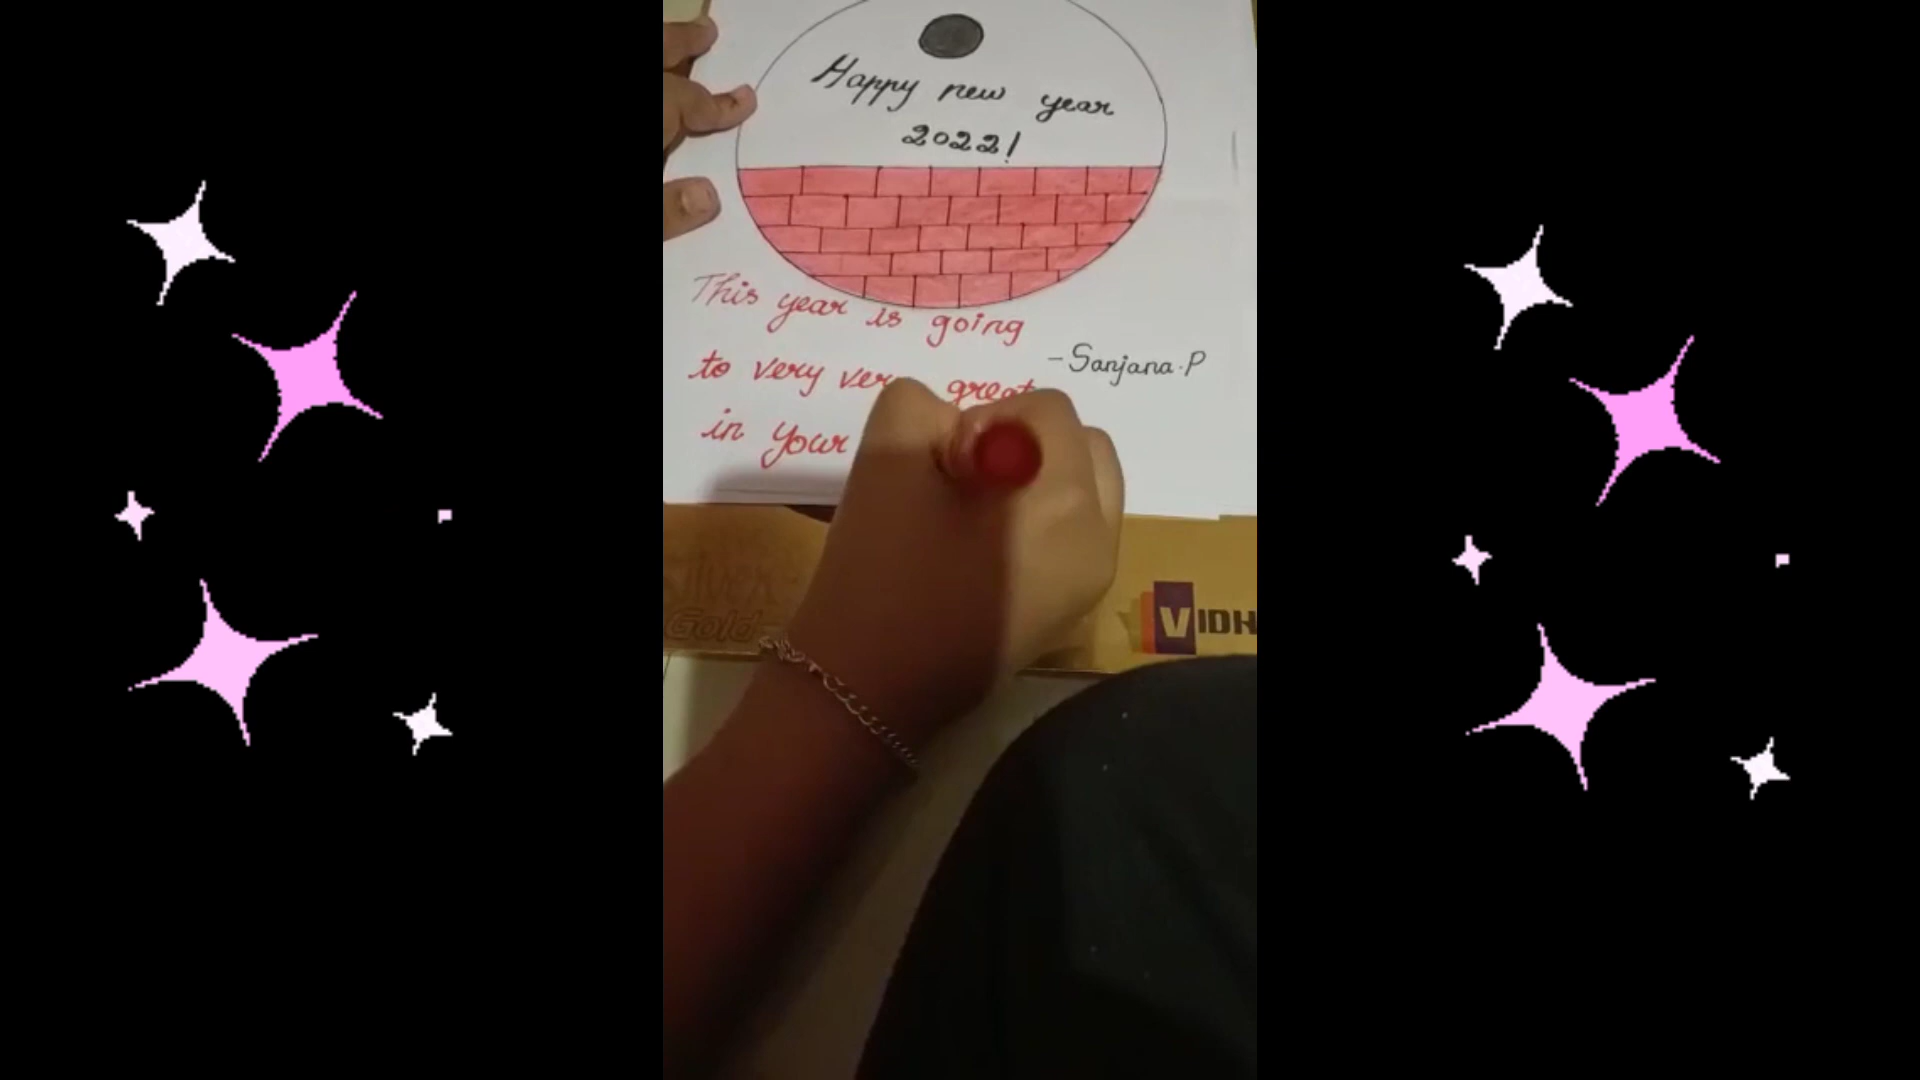 Happy new year
2022!
This year is going
to very very great
- Sanjana.P
in your
Gold
VIDH